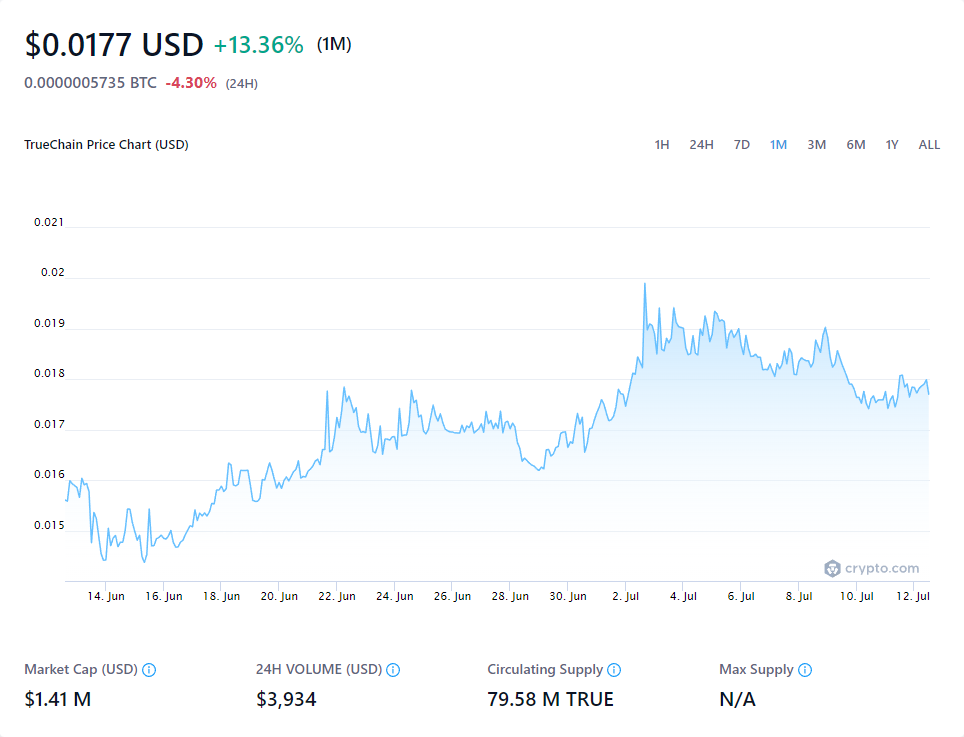 $0.0177 USD +13.36% (1M)
0.0000005735 BTC -4.30% (24H)
TrueChain Price Chart (USD) 1H 24H 7D 1M 3M 6M 1Y ALL
0.021
0.02
0.019
0.018
0.017
0.016
0.015
crypto.com
14. Jun 16. Jun 18. Jun 20. Jun 22. Jun 24. Jun 26. Jun 28. Jun 30. Jun 2. Jul 4. Jul 6. Jul 8. Jul 10. Jul 12. Jul
Market Cap (USD) 24H VOLUME (USD) Circulating Supply Max Supply
$1.41 M $3,934 79.58 M TRUE N/A